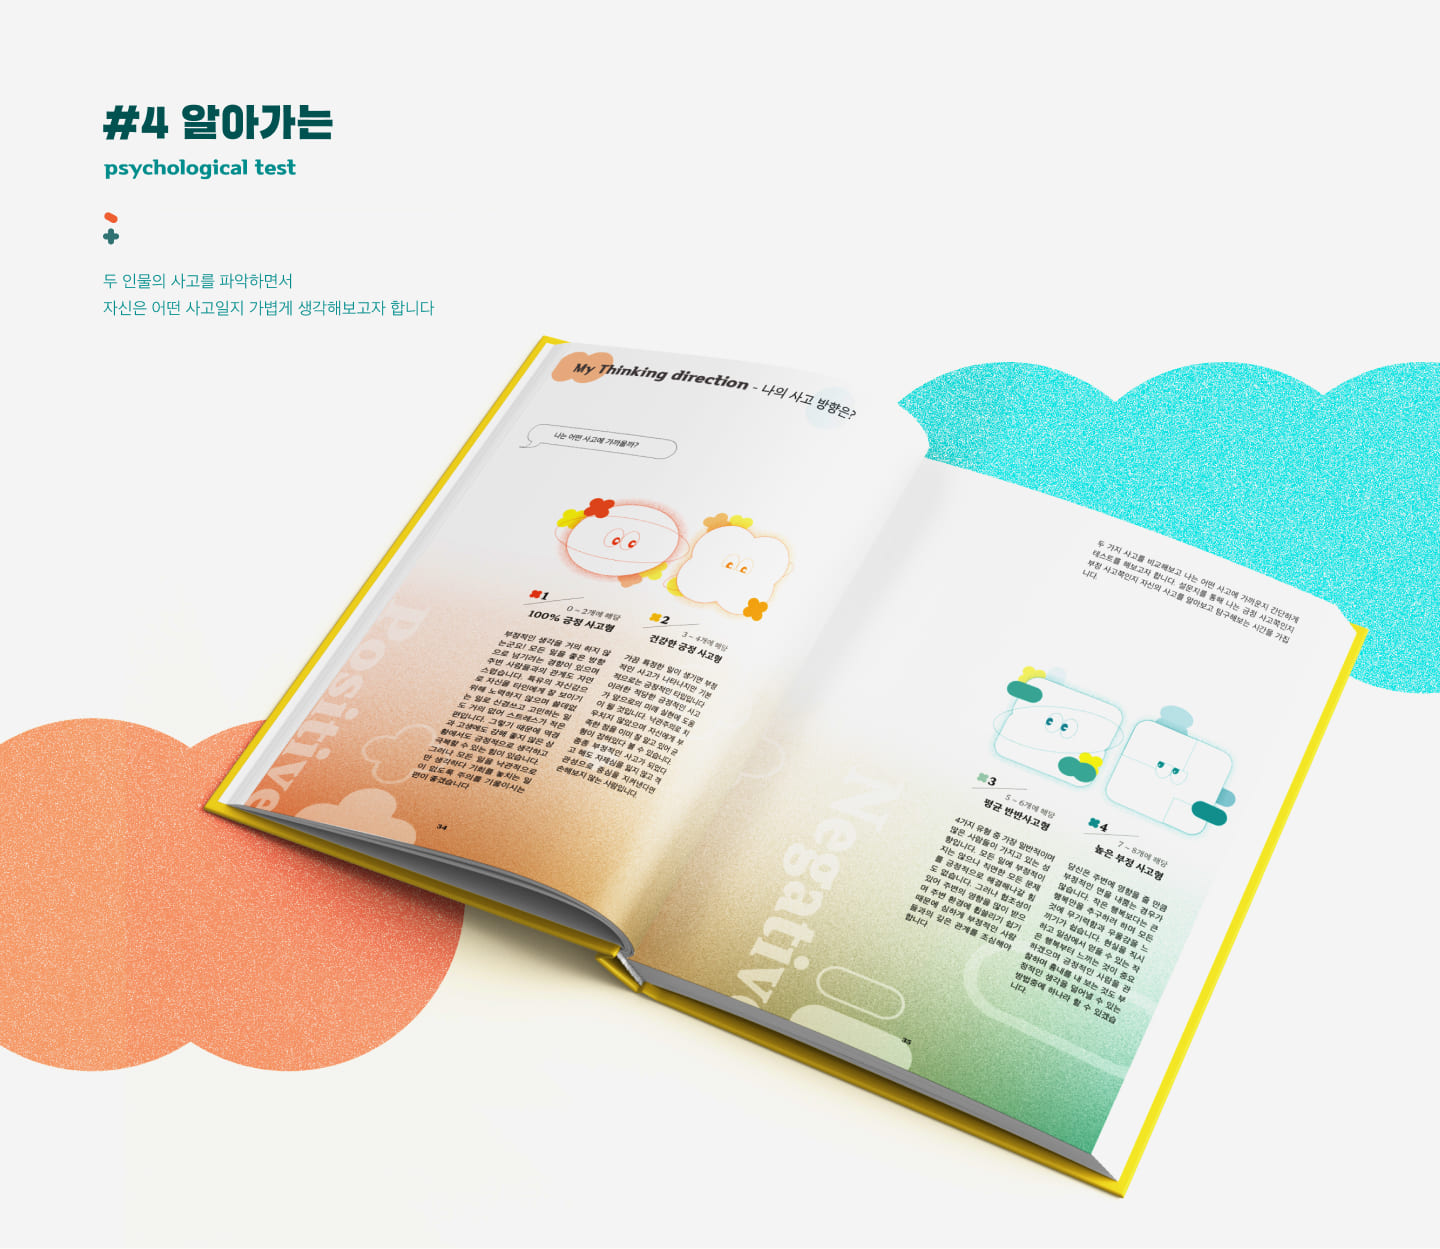 #4 알아가는
psychological test
두 인물의 사고를 파악하면서
자신은 어떤 사고일지 가볍게 생각해보고자 합니다
My Thinking direction - 나의 사고 방향은?
나는 어떤 사고에 가까울까?
1
0 ~ 2개에 해당
100% 긍정 사고형
부정적인 생각을 거의 하지 않
는군요! 모든 일을 좋은 방향
으로 넘기려는 경향이 있으며
주변 사람들과의 관계도 자연
스럽습니다. 특유의 자신감으
로 자신을 타인에게 잘 보이기
위해 노력하지 않으며 쓸데없
는 일로 신경쓰고 고민하는 일
도 거의 없어 스트레스가 적은
편입니다. 그렇기 때문에 역경
과 고생에도 강해 좋지 않은 상
황에서도 긍정적으로 생각하고
극복할 수 있는 힘이 있습니다.
그러나 모든 일을 낙관적으로
만 생각하다 기회를 놓치는 일
이 없도록 주의를 기울이시는
편이 좋겠습니다.
2
3 ~ 4개에 해당
건강한 긍정 사고형
가끔 특정한 일이 생기면 부정
적인 사고가 나타나지만 기본
적으로는 긍정적인 타입입니다
이러한 적당한 긍정적인 사고
가 앞으로의 미래 실현에 도움
이 될 것입니다. 낙관주의로 치
우치지 않았으며 자신에게 부
족한 점을 이미 잘 알고 있어 균
형이 잡혀있다 볼 수 있습니다.
종종 부정적인 사고가 되었다
고 해도 자제심을 잃지 않고 객
관성으로 중심을 지켜낸다면
손해보지 않는 사람입니다.
Positive
34
두 가지 사고를 비교해보고 나는 어떤 사고에 가까운지 간단하게
테스트를 해보고자 합니다. 설문지를 통해 나는 긍정 사고쪽인지
부정 사고쪽인지 자신의 사고를 알아보고 탐구해보는 시간을 가집
니다.
3
5 ~ 6개에 해당
평균 반반사고형
4가지 유형 중 가장 일반적이며
많은 사람들이 가지고 있는 성
향입니다. 모든 일에 부정적이
지는 않으나 직면한 모든 문제
를 긍정적으로 해결해나갈 힘
도 없습니다. 그러나 협조성이
있어 주변의 영향을 많이 받으
며 주변 환경에 휩쓸리기 쉽기
때문에 심하게 부정적인 사람
들과의 깊은 관계를 조심해야
합니다.
4
7 ~ 8개에 해당
높은 부정 사고형
당신은 주변에 영향을 줄 만큼
부정적인 면을 내뿜는 경우가
많습니다. 작은 행복보다는 큰
행복만을 추구하려 하며 모든
것에 무기력함과 우울감을 느
끼기가 쉽습니다. 현실을 직시
하고 일상에서 얻을 수 있는 작
은 행복부터 느끼는 것이 중요
하겠으며 긍정적인 사람을 관
찰하며 흉내를 내 보는 것도 부
정적인 생각을 덜어낼 수 있는
방법중에 하나라 할 수 있겠습
니다.
Negative
35